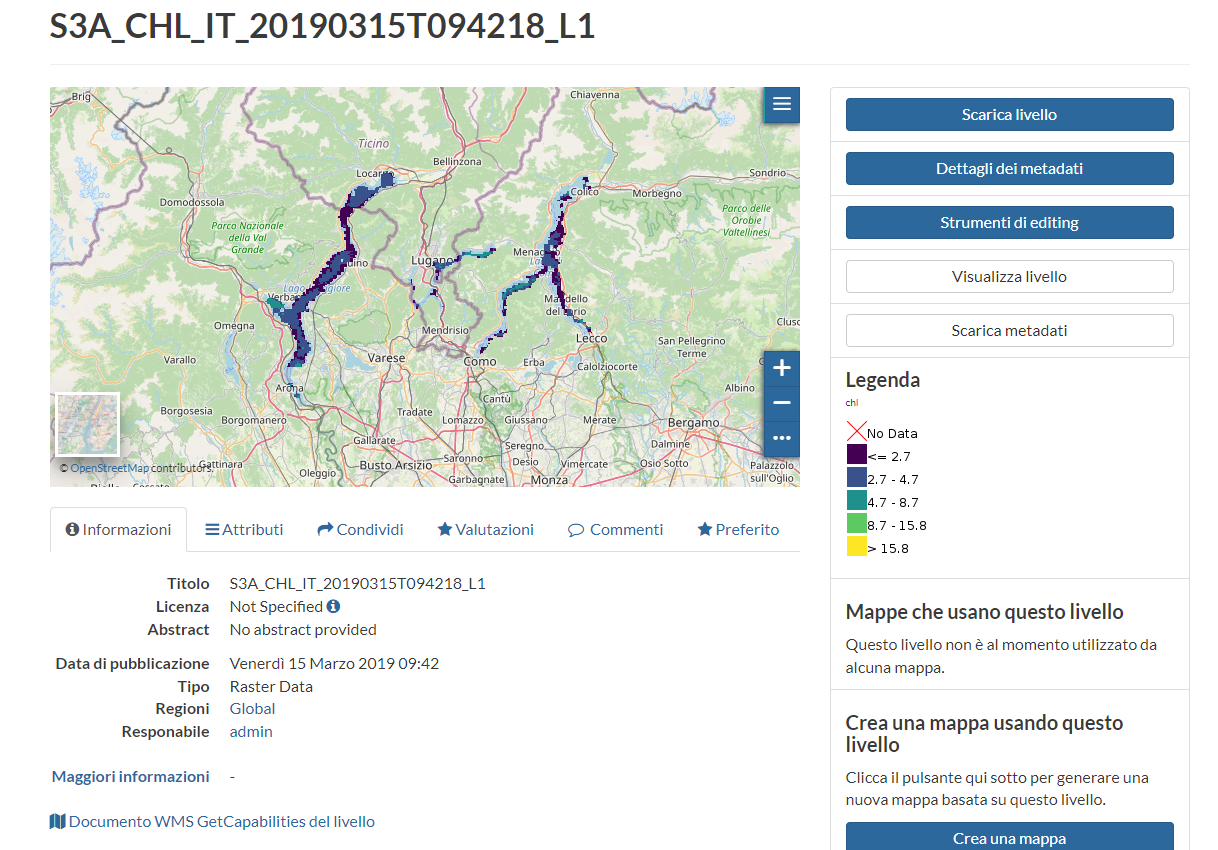 S3A_CHL_IT_20190315T094218_L1
Brig
Chiavenna
Ticino
Bellinzona
Locarno
Sondrio
Colico
Morbegno
Domodossola
Parco Nazionale
della Val
Grande
Parco delle
Orobie
Valtellinesi
Lugano
Mandello
del Lario
Omegna
Mendrisio
Lecco
San Pellegrino
Terme
Varallo
Varese
Como
Erba
Calolziocorte
Arona
Albino
Cantù
Borgosesia
Borgomanero
Tradate
Lomazzo
Giussano
Merate
Bergamo
Gallarate
Seregno
Dalmine
Saronno
Desio
Vimercate
Osio Sotto
Palazzolo
sull'Oglio
© OpenStreetMap contributors.
Gattinara
Oleggio
Busto Arsizio
Garbagnate
Monza
Informazioni
Attributi
Condividi
Valutazioni
Commenti
Preferito
Titolo S3A_CHL_IT_20190315T094218_L1
Licenza Not Specified
Abstract No abstract provided
Data di pubblicazione Venerdì 15 Marzo 2019 09:42
Tipo Raster Data
Regioni Global
Responabile admin
Maggiori informazioni -
Documento WMS GetCapabilities del livello
Scarica livello
Dettagli dei metadati
Strumenti di editing
Visualizza livello
Scarica metadati
Legenda
chl
No Data
<= 2.7
2.7 - 4.7
4.7 - 8.7
8.7 - 15.8
> 15.8
Mappe che usano questo livello
Questo livello non è al momento utilizzato da
alcuna mappa.
Crea una mappa usando questo
livello
Clicca il pulsante qui sotto per generare una
nuova mappa basata su questo livello.
Crea una mappa